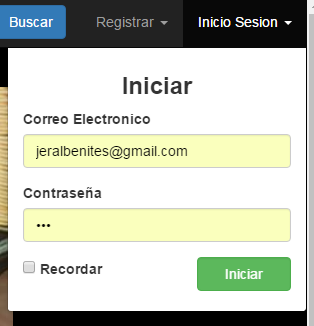 Buscar Registrar Inicio Sesion
Iniciar
Correo Electronico
jeralbenites@gmail.com
Contraseña
•••
Recordar Iniciar